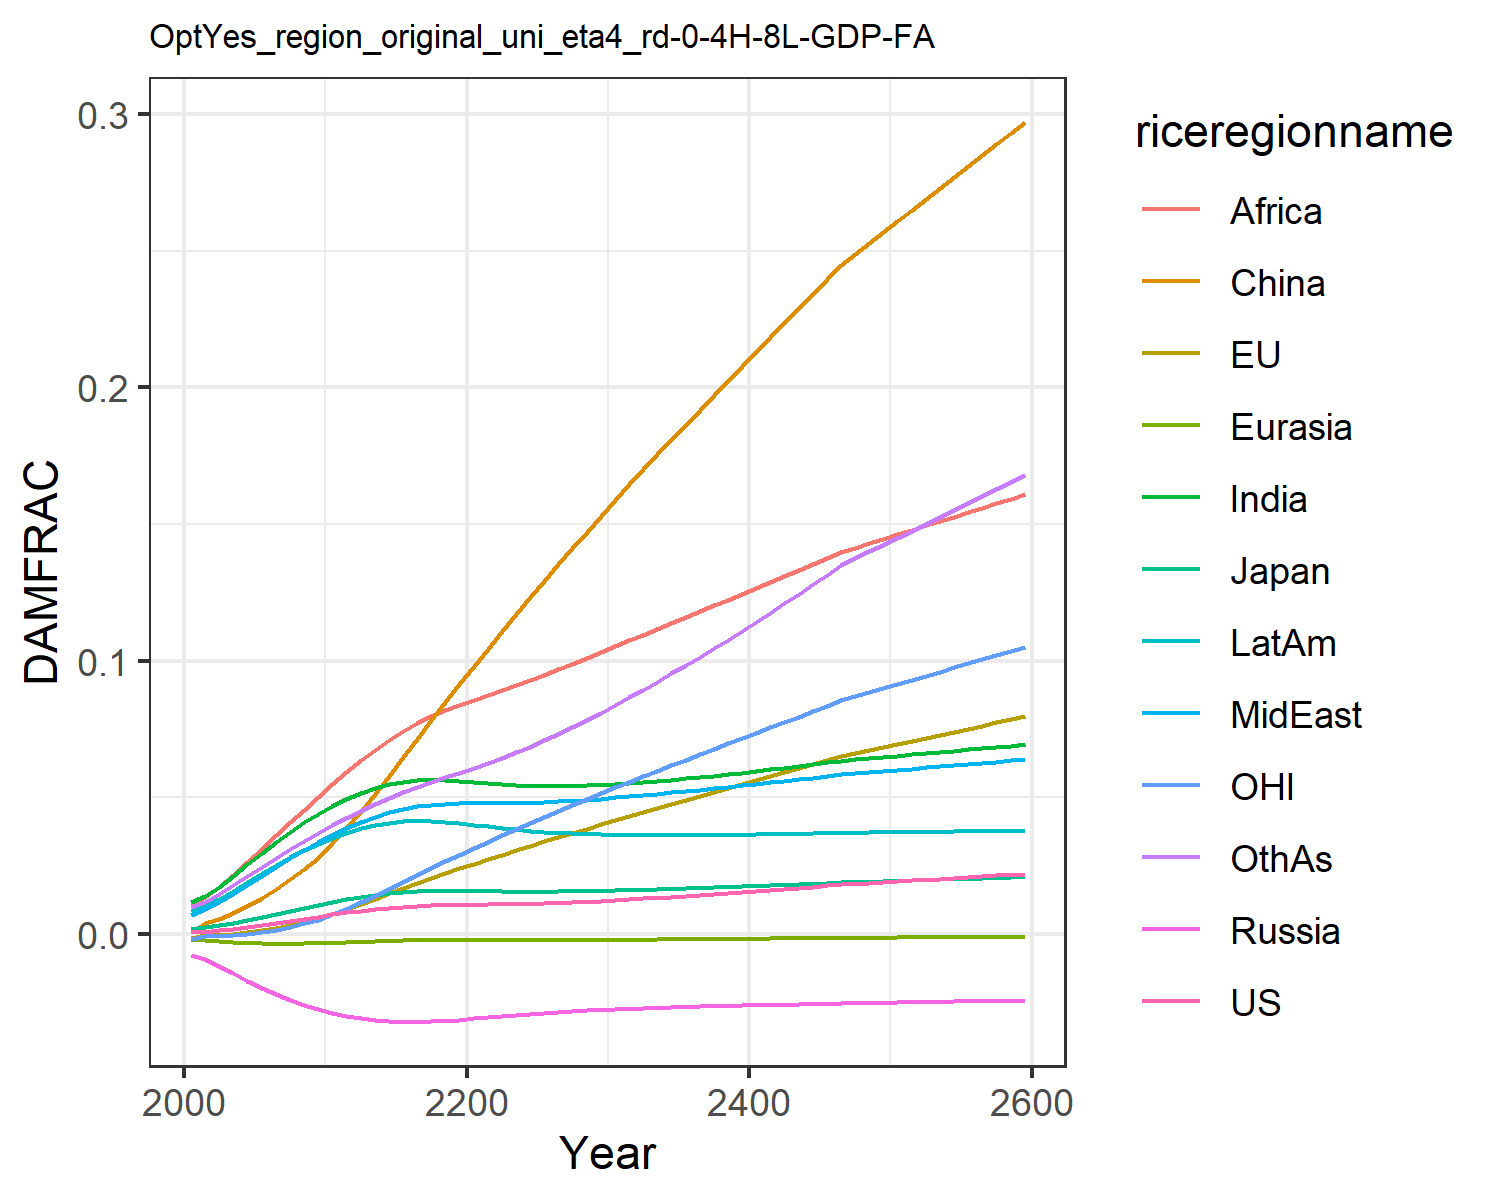 OptYes_region_original_uni_eta4_rd-0-4H-8L-GDP-FA
0.3
0.2
0.1
0.0
DAMFRAC
2000 2200 2400 2600
Year
riceregionname
Africa
China
EU
Eurasia
India
Japan
LatAm
MidEast
OHI
OthAs
Russia
US